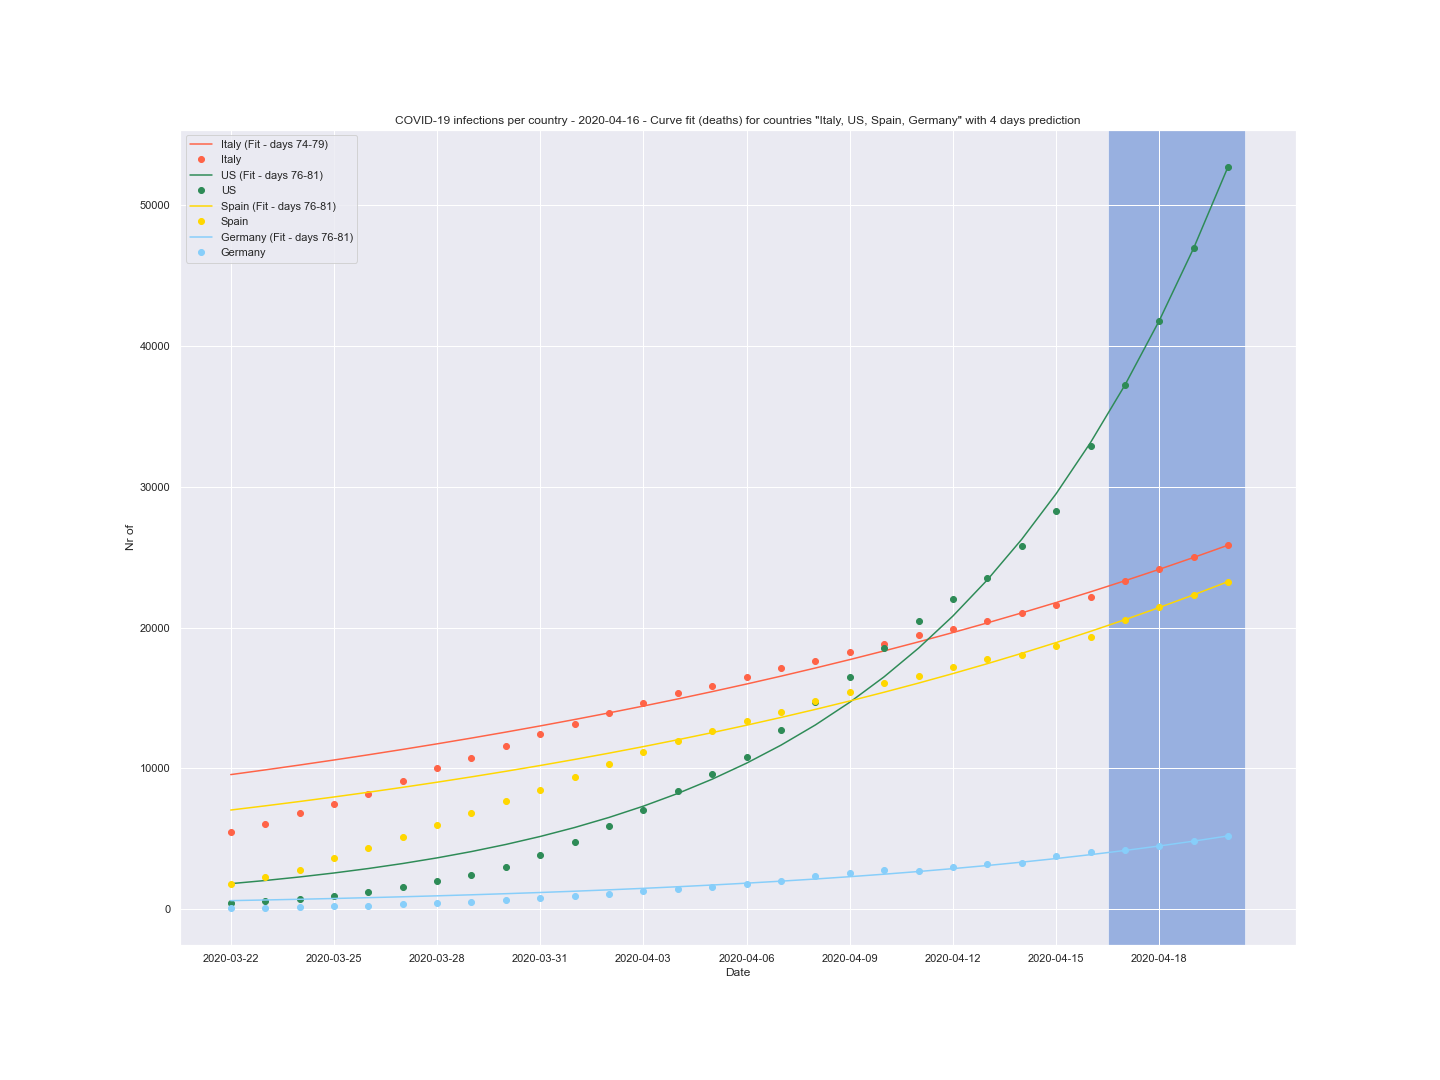 COVID-19 infections per country - 2020-04-16 - Curve fit (deaths) for countries "Italy, US, Spain, Germany" with 4 days prediction
Italy (Fit - days 74-79)
Italy
US (Fit - days 76-81)
US
Spain (Fit - days 76-81)
Spain
Germany (Fit - days 76-81)
Germany
50000
40000
30000
20000
10000
0
Nr of
2020-03-22 2020-03-25 2020-03-28 2020-03-31 2020-04-03 2020-04-06 2020-04-09 2020-04-12 2020-04-15 2020-04-18
Date